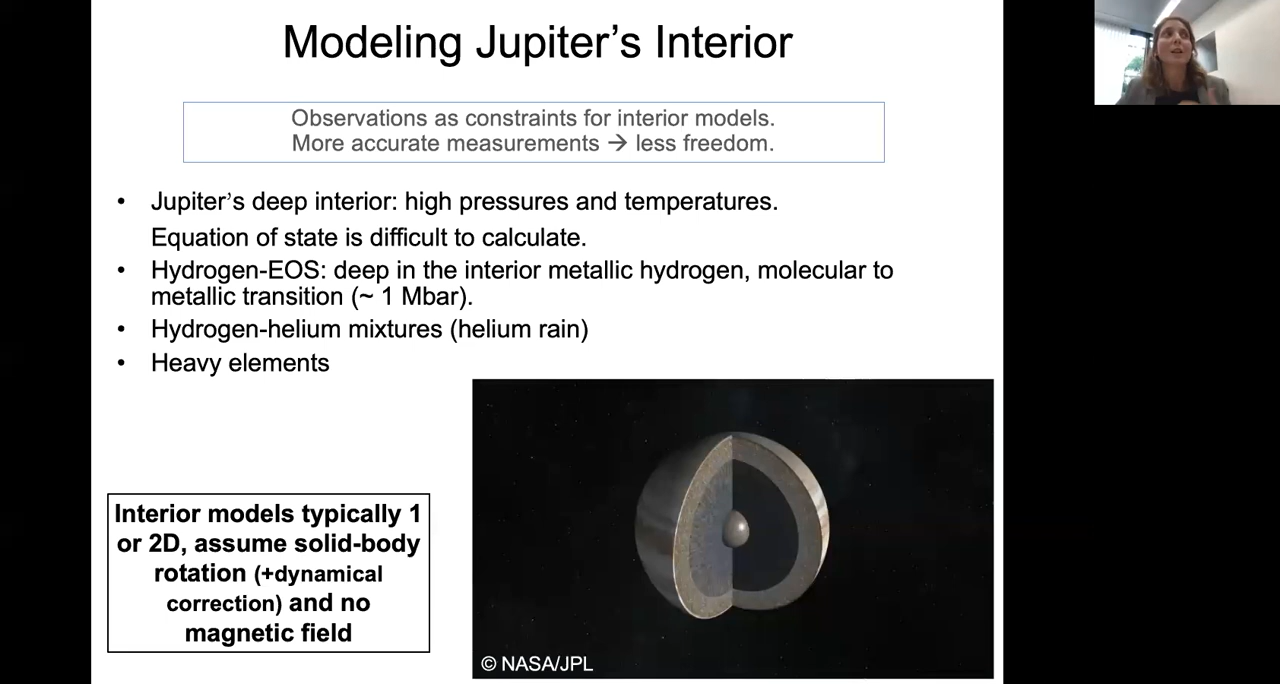 Modeling Jupiter's Interior
Observations as constraints for interior models.
More accurate measurements → less freedom.
• Jupiter's deep interior: high pressures and temperatures.
Equation of state is difficult to calculate.
• Hydrogen-EOS: deep in the interior metallic hydrogen, molecular to
metallic transition (~ 1 Mbar).
• Hydrogen-helium mixtures (helium rain)
• Heavy elements
Interior models typically 1
or 2D, assume solid-body
rotation (+dynamical
correction) and no
magnetic field
© NASA/JPL